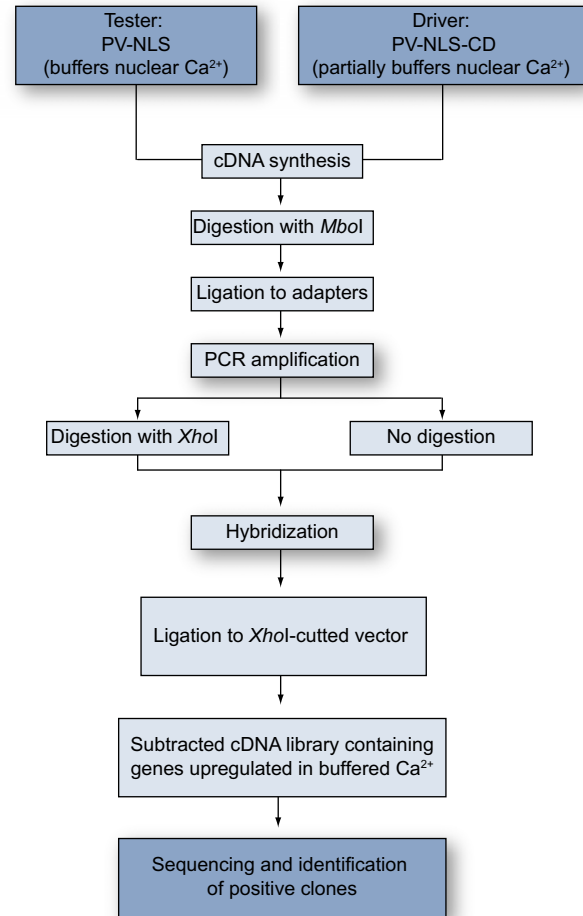 Tester:
PV-NLS
(buffers nuclear Ca²⁺)
Driver:
PV-NLS-CD
(partially buffers nuclear Ca²⁺)
cDNA synthesis
Digestion with MboI
Ligation to adapters
PCR amplification
Digestion with XhoI
No digestion
Hybridization
Ligation to XhoI-cutted vector
Subtracted cDNA library containing
genes upregulated in buffered Ca²⁺
Sequencing and identification
of positive clones